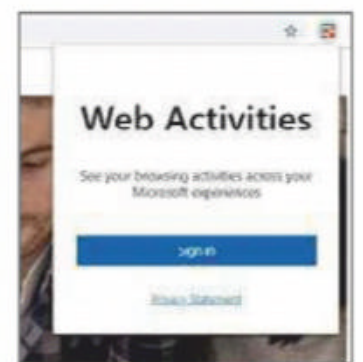 Web Activities
See your browsing activities across your
Microsoft experiences
Sign in
Privacy Statement